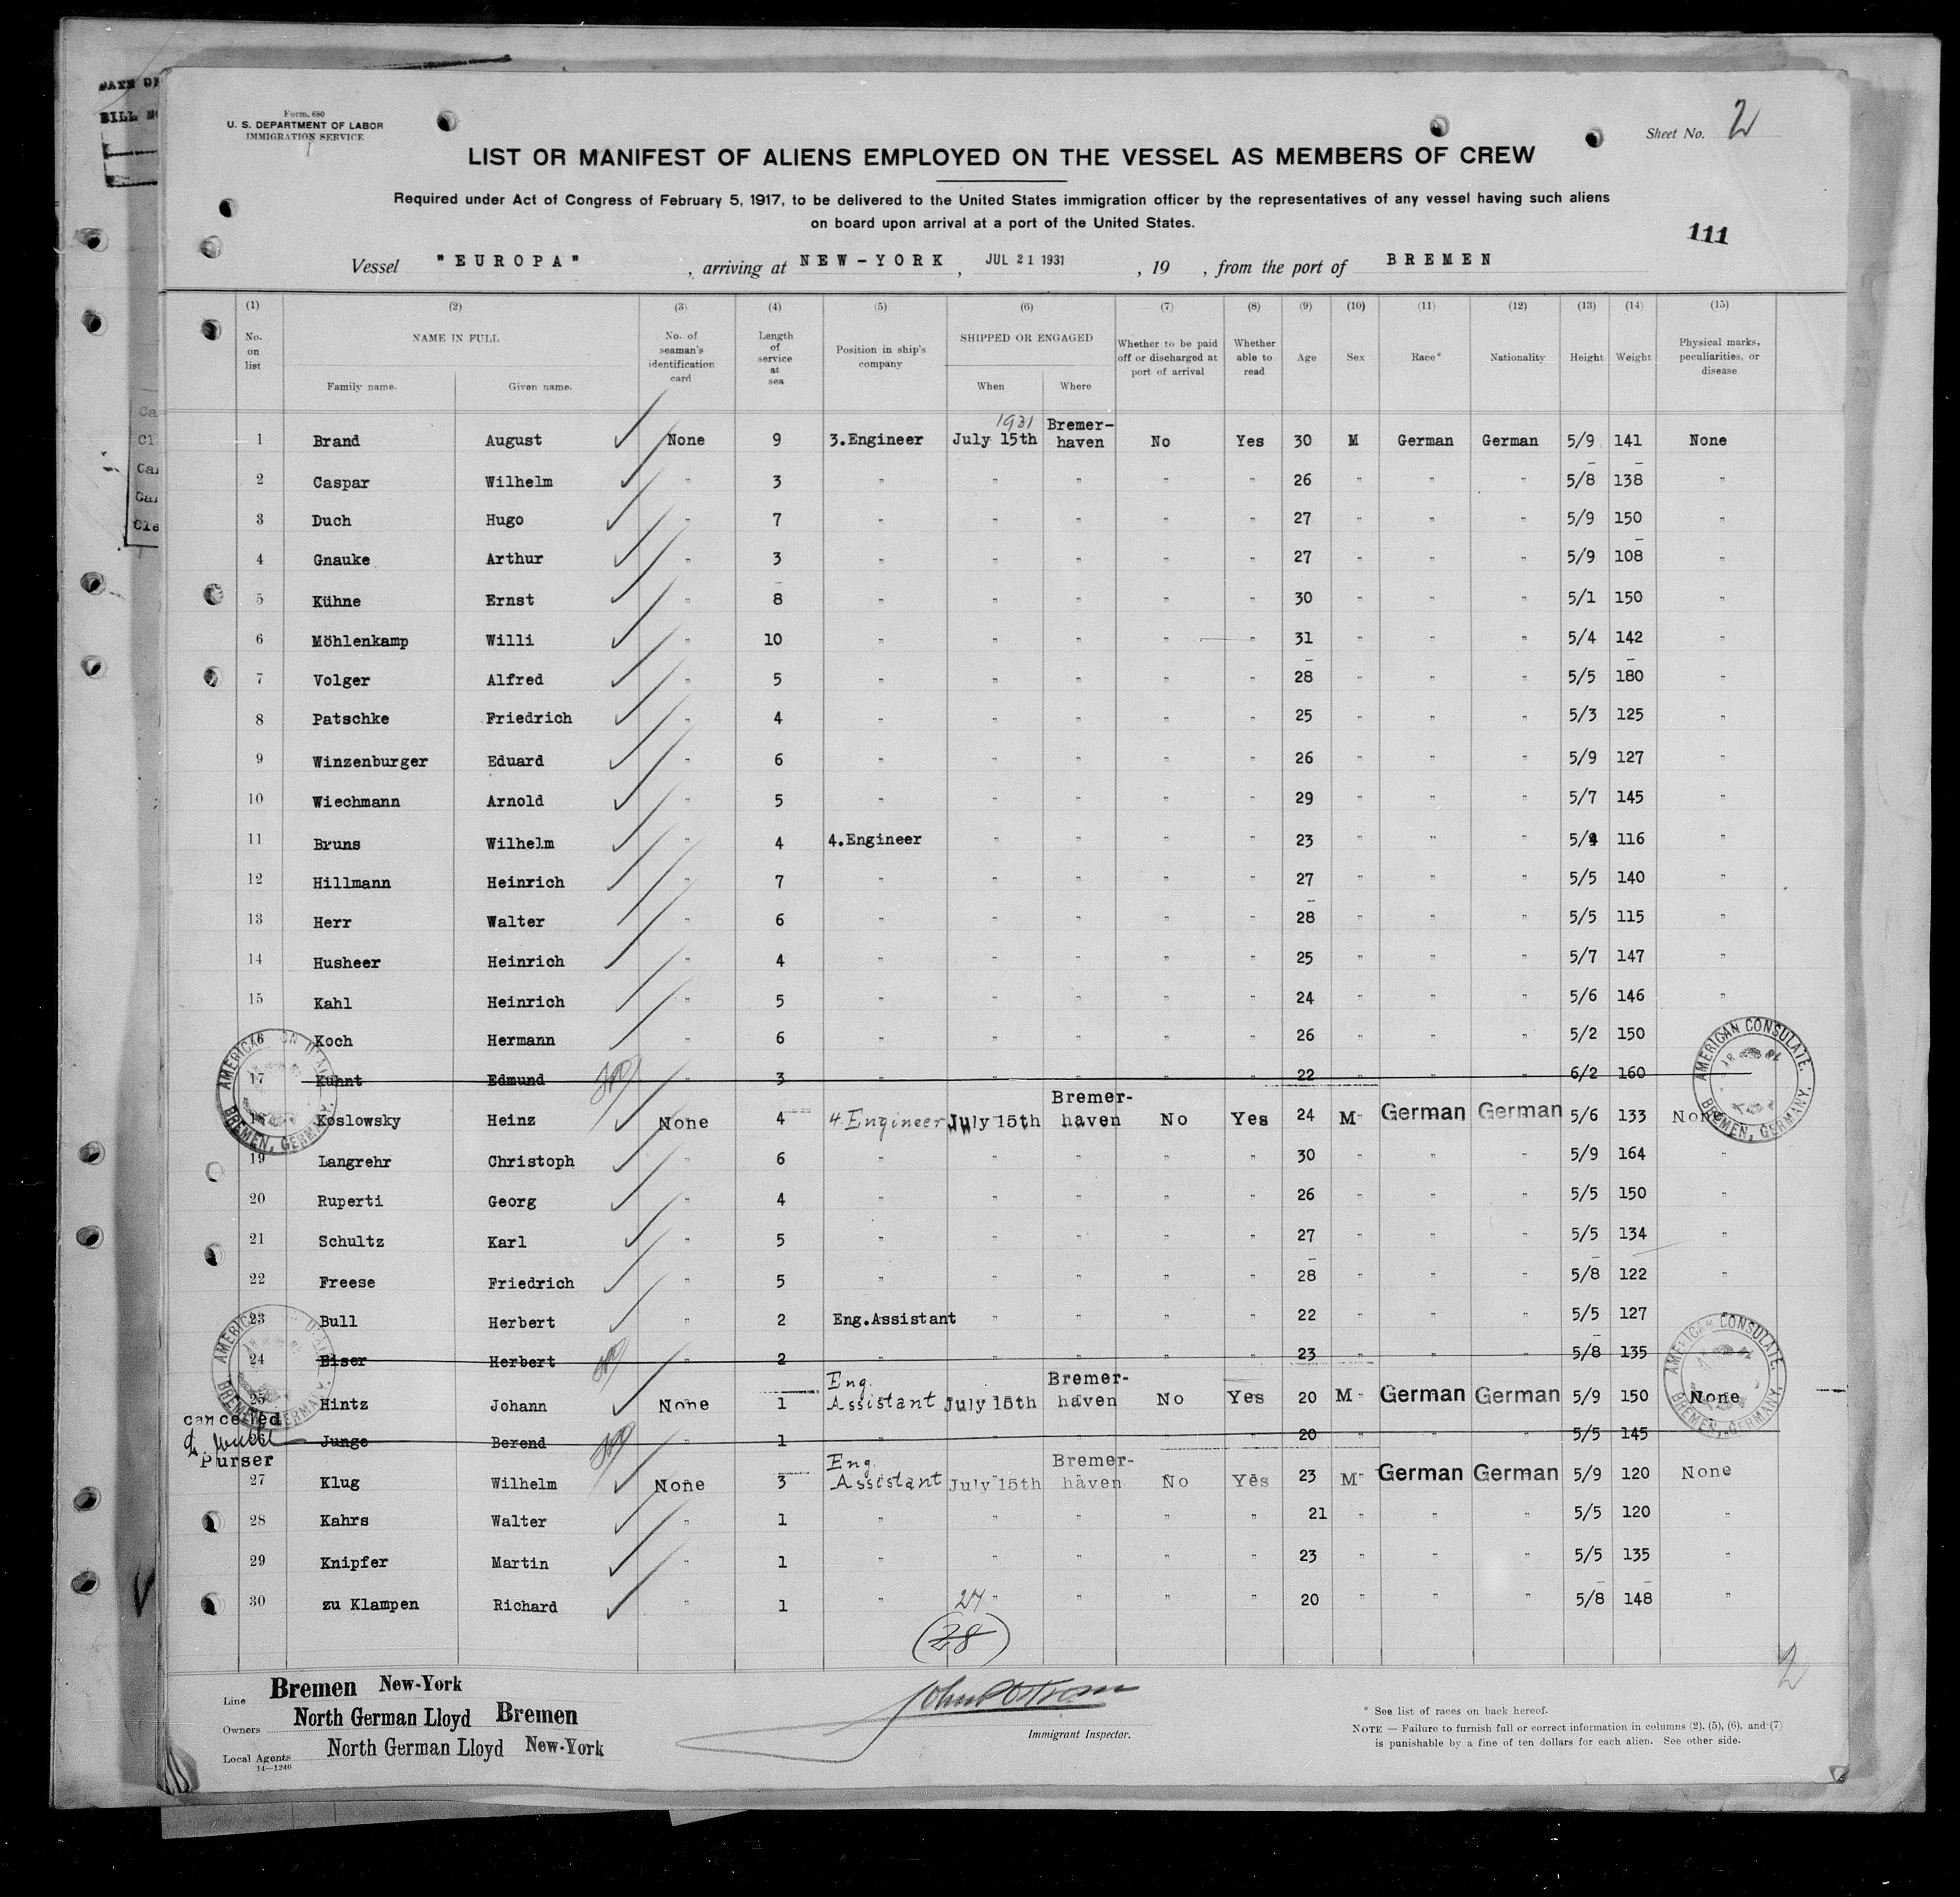 DATE OF
BILL NO
Form. 680
U. S. DEPARTMENT OF LABOR
IMMIGRATION SERVICE
Sheet No. 2
LIST OR MANIFEST OF ALIENS EMPLOYED ON THE VESSEL AS MEMBERS OF CREW
Required under Act of Congress of February 5, 1917, to be delivered to the United States immigration officer by the representatives of any vessel having such aliens
on board upon arrival at a port of the United States.
111
Vessel "EUROPA", arriving at NEW-YORK, JUL 21 1931, 19 , from the port of BREMEN
(1) (2) (3) (4) (5) (6) (7) (8) (9) (10) (11) (12) (13) (14) (15)
No. on list NAME IN FULL Family name. Given name. No. of seaman's identification card Length of service at sea Position in ship's company SHIPPED OR ENGAGED When Where Whether to be paid off or discharged at port of arrival Whether able to read Age Sex Race* Nationality Height Weight Physical marks, peculiarities, or disease
1 Brand August None 9 3.Engineer 1931 July 15th Bremer-haven No Yes 30 M German German 5/9 141 None
2 Caspar Wilhelm " 3 " " " " " 26 " " " 5/8 138 "
3 Duch Hugo " 7 " " " " " 27 " " " 5/9 150 "
4 Gnauke Arthur " 3 " " " " " 27 " " " 5/9 108 "
5 Kühne Ernst " 8 " " " " " 30 " " " 5/1 150 "
6 Möhlenkamp Willi " 10 " " " " " 31 " " " 5/4 142 "
7 Volger Alfred " 5 " " " " " 28 " " " 5/5 180 "
8 Patschke Friedrich " 4 " " " " " 25 " " " 5/3 125 "
9 Winzenburger Eduard " 6 " " " " " 26 " " " 5/9 127 "
10 Wiechmann Arnold " 5 " " " " " 29 " " " 5/7 145 "
11 Bruns Wilhelm " 4 4.Engineer " " " " 23 " " " 5/4 116 "
12 Hillmann Heinrich " 7 " " " " " 27 " " " 5/5 140 "
13 Herr Walter " 6 " " " " " 28 " " " 5/5 115 "
14 Husheer Heinrich " 4 " " " " " 25 " " " 5/7 147 "
15 Kahl Heinrich " 5 " " " " " 24 " " " 5/6 146 "
16 Koch Hermann " 6 " " " " " 26 " " " 5/2 150
17 Kuhnt Edmund " 3 " " " " " 22 " " " 6/2 160
18 Koslowsky Heinz None 4 4.Engineer July 15th Bremer-haven No Yes 24 M German German 5/6 133 None
19 Langrehr Christoph " 6 " " " " " 30 " " " 5/9 164 "
20 Ruperti Georg " 4 " " " " " 26 " " " 5/5 150 "
21 Schultz Karl " 5 " " " " " 27 " " " 5/5 134 "
22 Freese Friedrich " 5 " " " " " 28 " " " 5/8 122 "
23 Bull Herbert " 2 Eng.Assistant " " " " 22 " " " 5/5 127
24 Eiser Herbert " 2 " " " " " 23 " " " 5/8 135
25 Hintz Johann None 1 Eng. Assistant July 15th Bremer-haven No Yes 20 M German German 5/9 150 None
26 Junge Berend 1 " " " " " 20 " " " 5/5 145
cancelled
Purser
27 Klug Wilhelm None 3 Eng. Assistant July 15th Bremer-haven No Yes 23 M German German 5/9 120 None
28 Kahrs Walter " 1 " " " " " 21 " " " 5/5 120 "
29 Knipfer Martin " 1 " " " " " 23 " " " 5/5 135 "
30 zu Klampen Richard " 1 " " " " " 20 " " " 5/8 148 "
27
(28)
AMERICAN CONSULATE. BREMEN, GERMANY.
AMERICAN CONSULATE. BREMEN, GERMANY.
2
Line Bremen New-York
Owners North German Lloyd Bremen
Local Agents North German Lloyd New-York
14—1240
Immigrant Inspector.
* See list of races on back hereof.
NOTE — Failure to furnish full or correct information in columns (2), (5), (6), and (7)
is punishable by a fine of ten dollars for each alien. See other side.